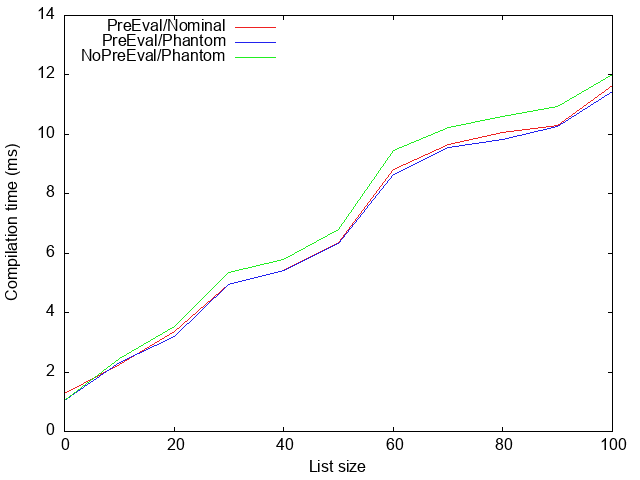 PreEval/Nominal
PreEval/Phantom
NoPreEval/Phantom
14
12
10
8
6
4
2
0
Compilation time (ms)
0 20 40 60 80 100
List size